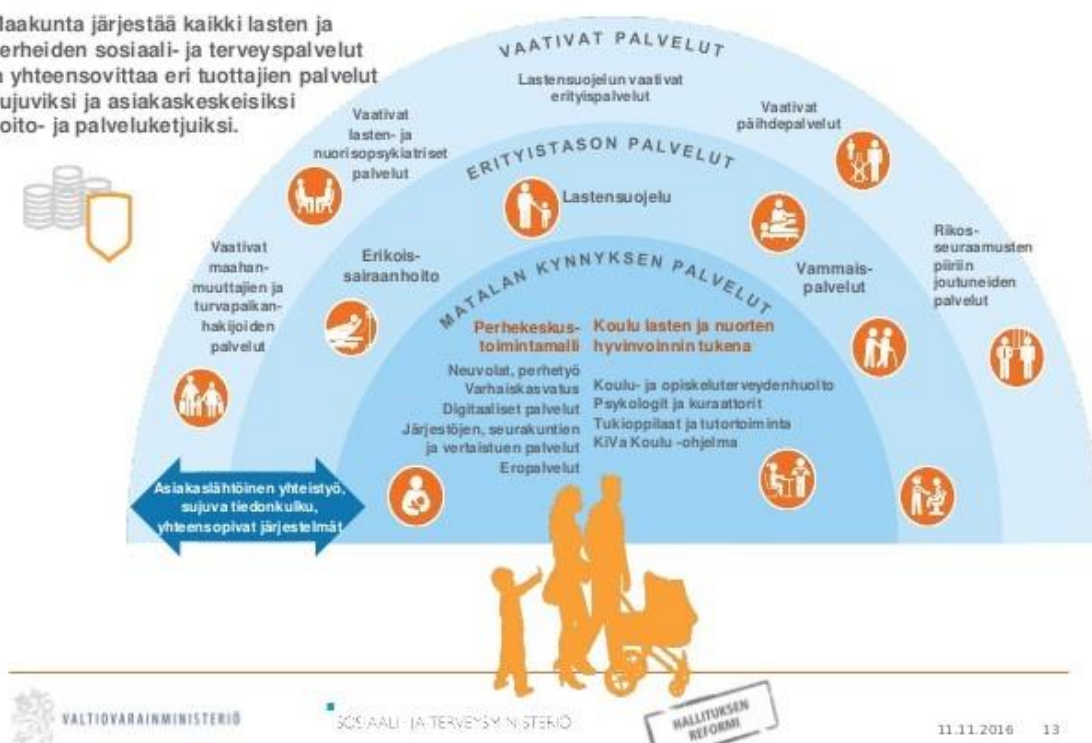 Maakunta järjestää kaikki lasten ja
perheiden sosiaali- ja terveyspalvelut
ja yhteensovittaa eri tuottajien palvelut
sujuviksi ja asiakaskeskeisiksi
hoito- ja palveluketjuiksi.
VAATIVAT PALVELUT
Lastensuojelun vaativat
erityispalvelut
Vaativat
lasten- ja
nuorisopsykiatriset
palvelut
Vaativat
päihdepalvelut
ERITYISTASON PALVELUT
Lastensuojelu
Vaativat
maahan-
muuttajien ja
turvapaikan-
hakijoiden
palvelut
Erikois-
sairaanhoito
Vammais-
palvelut
Rikos-
seuraamusten
piiriin
joutuneiden
palvelut
MATALAN KYNNYKSEN PALVELUT
Perhekeskus-
toimintamalli
Neuvolat, perhetyö
Varhaiskasvatus
Digitaaliset palvelut
Järjestöjen, seurakuntien
ja vertaistuen palvelut
Eropalvelut
Koulu lasten ja nuorten
hyvinvoinnin tukena
Koulu- ja opiskeluterveydenhuolto
Psykologit ja kuraattorit
Tukioppilaat ja tutortoiminta
KiVa Koulu -ohjelma
Asiakaslähtöinen yhteistyö,
sujuva tiedonkulku,
yhteensopivat järjestelmät
VALTIOVARAINMINISTERIÖ
SOSIAALI- JA TERVEYSMINISTERIÖ
HALLITUKSEN
REFORMI
11.11.2016 13